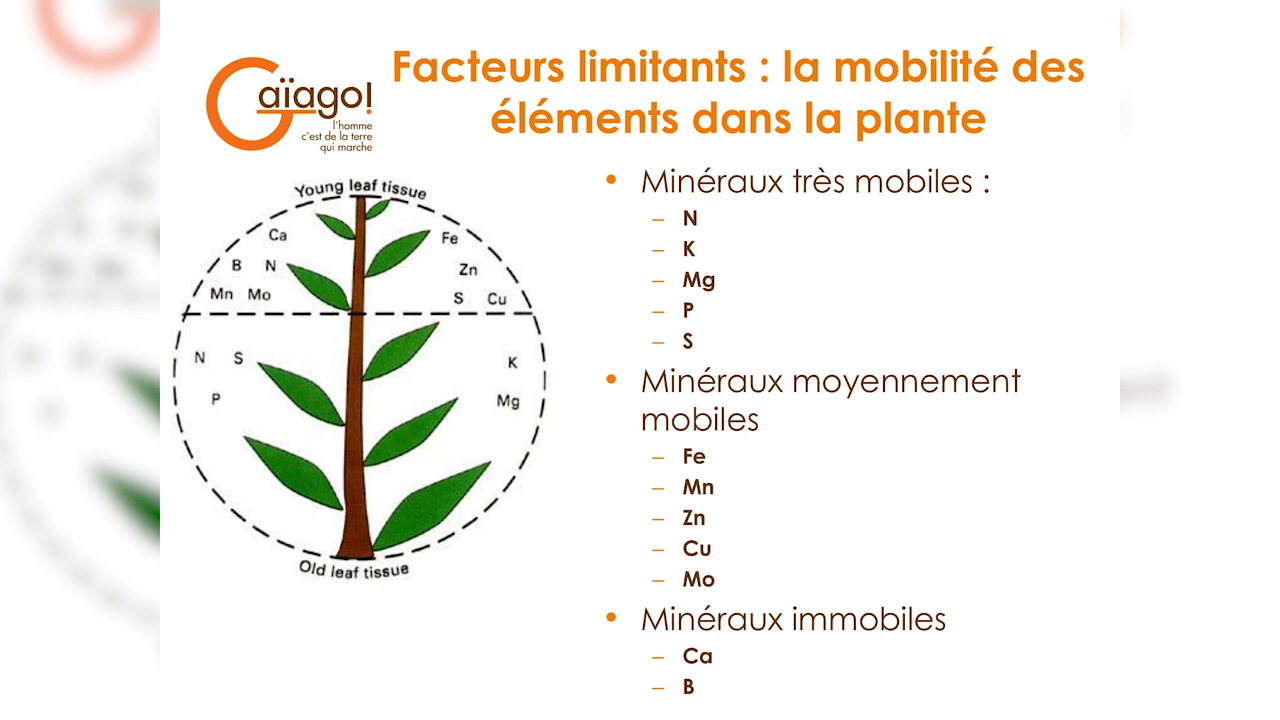 Gaïago!
l'homme
c'est de la terre
qui marche
Facteurs limitants : la mobilité des
éléments dans la plante
Young leaf tissue
Ca
Fe
B N
Zn
Mn Mo
S Cu
N S
K
P
Mg
Old leaf tissue
• Minéraux très mobiles :
– N
– K
– Mg
– P
– S
• Minéraux moyennement
mobiles
– Fe
– Mn
– Zn
– Cu
– Mo
• Minéraux immobiles
– Ca
– B